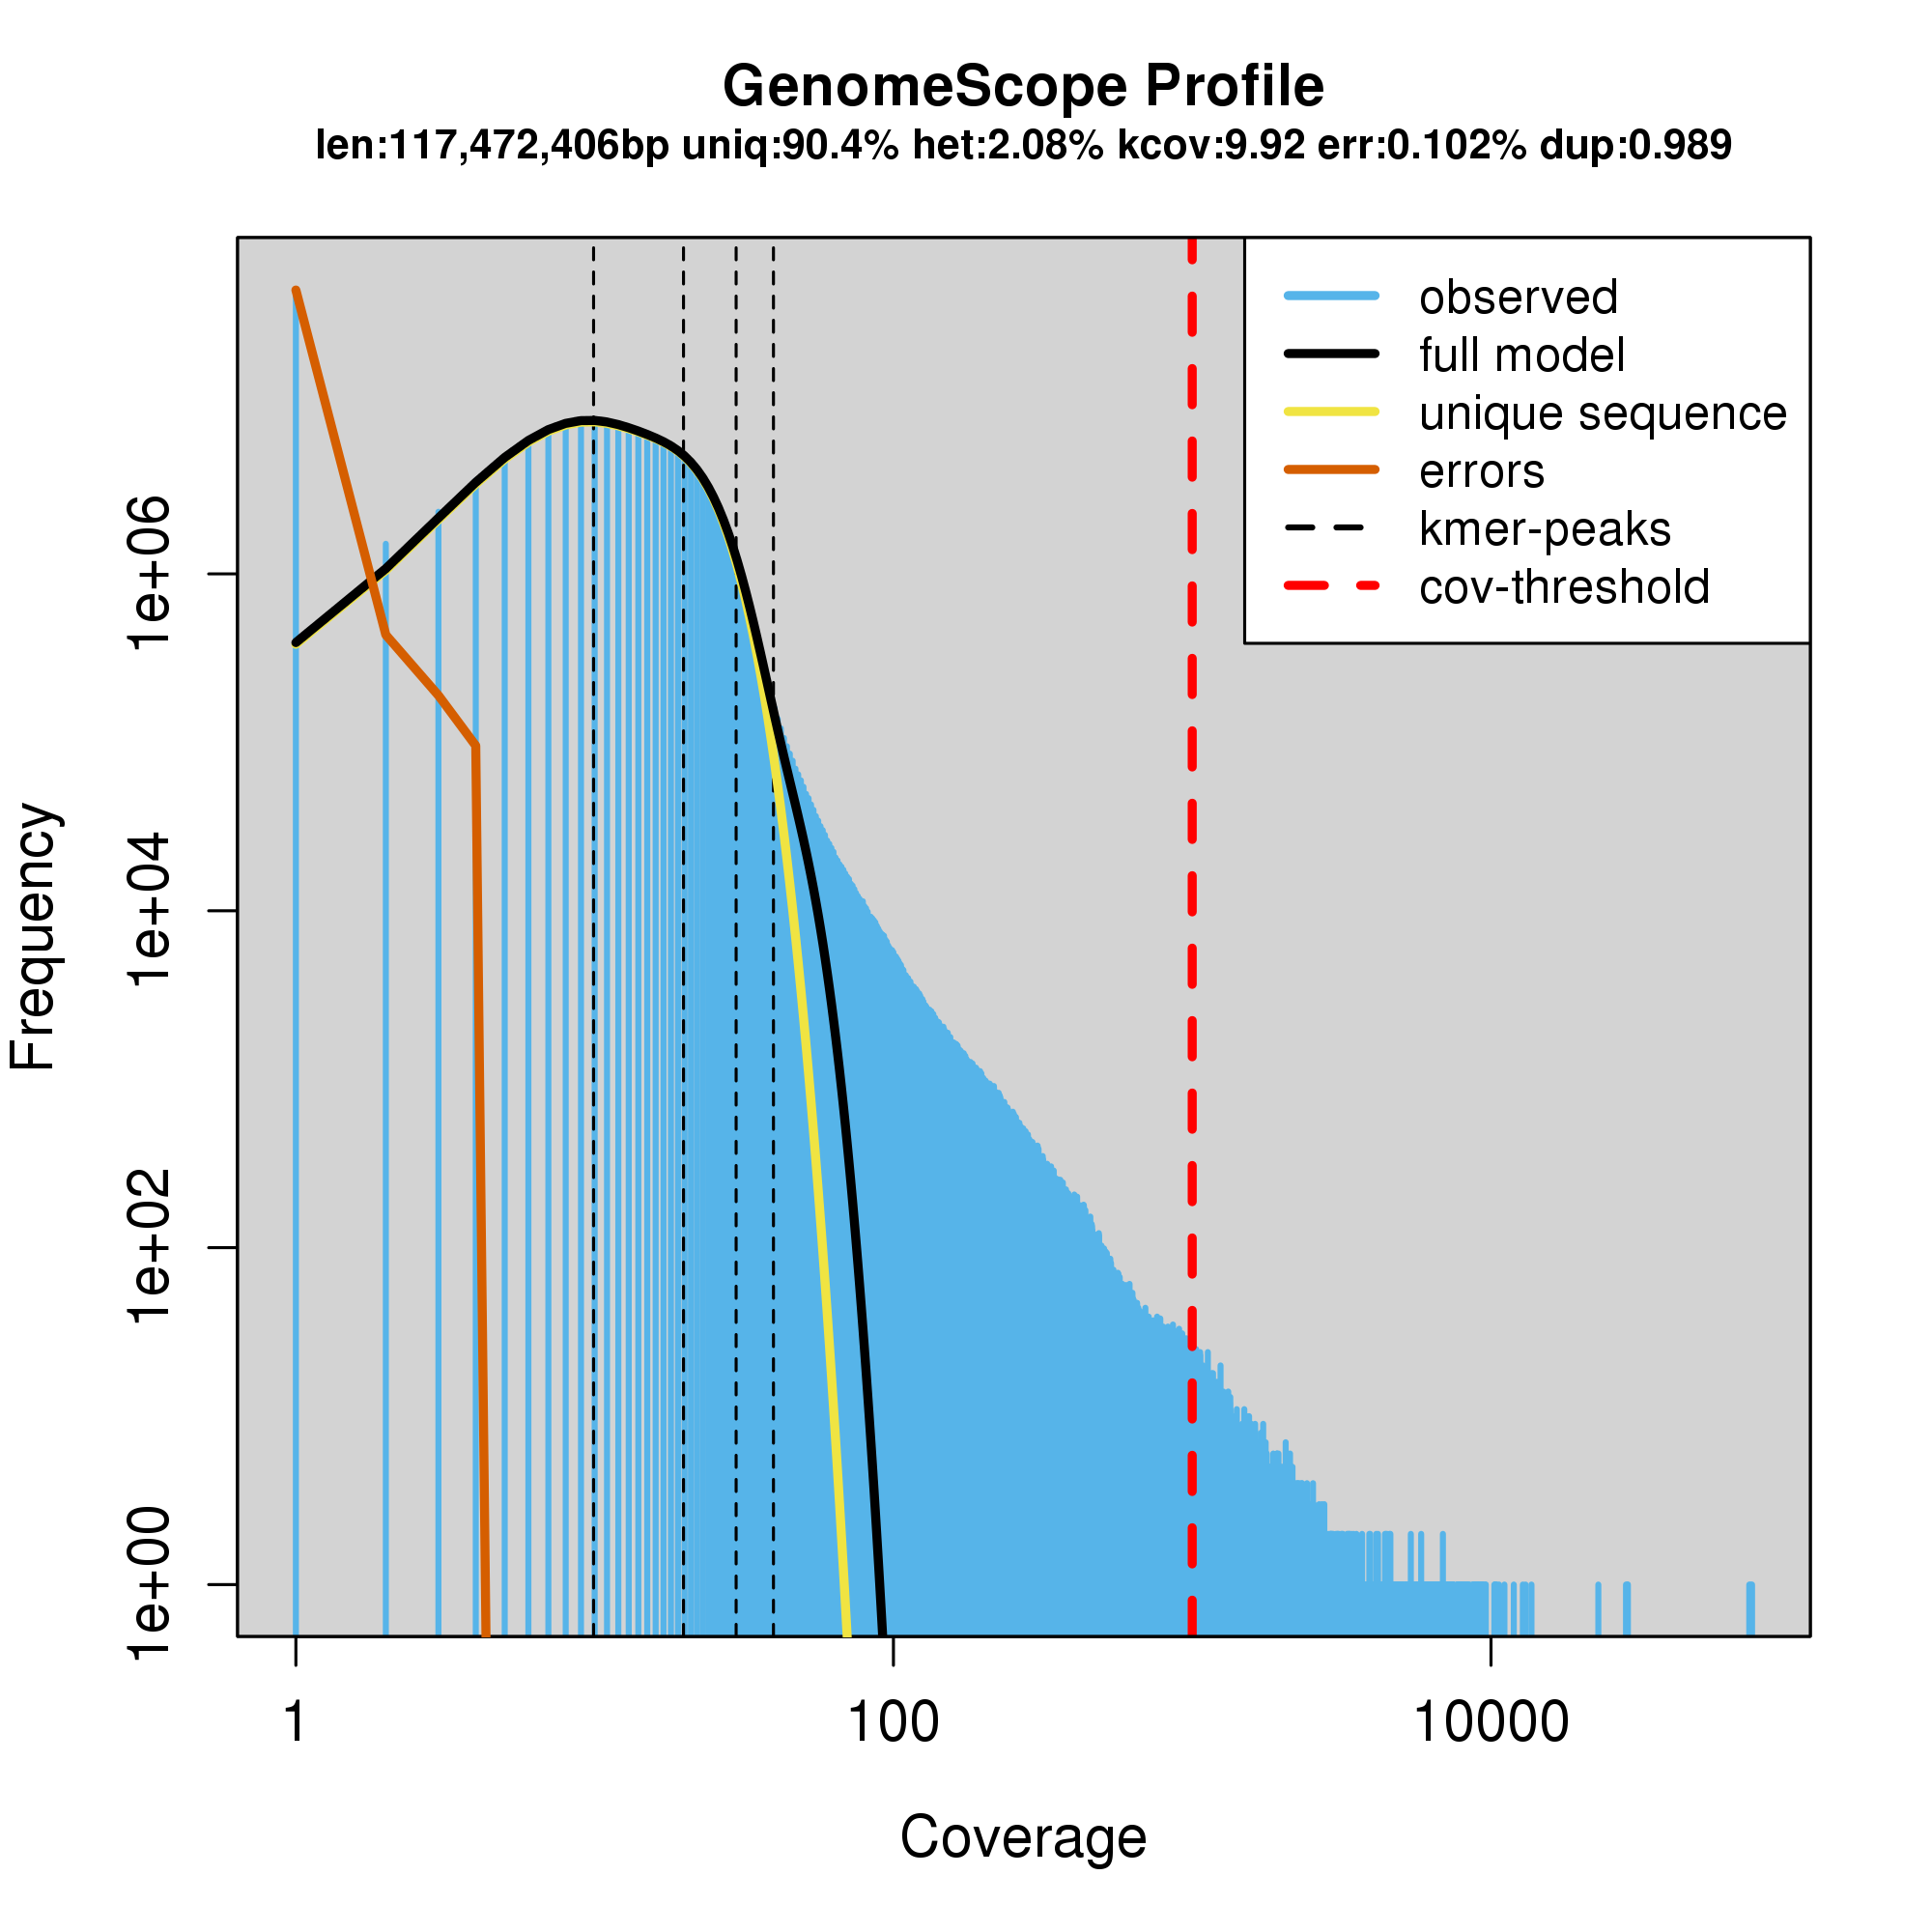 GenomeScope Profile
len:117,472,406bp uniq:90.4% het:2.08% kcov:9.92 err:0.102% dup:0.989
observed
full model
unique sequence
errors
kmer-peaks
cov-threshold
Frequency
1e+06
1e+04
1e+02
1e+00
1
100
10000
Coverage